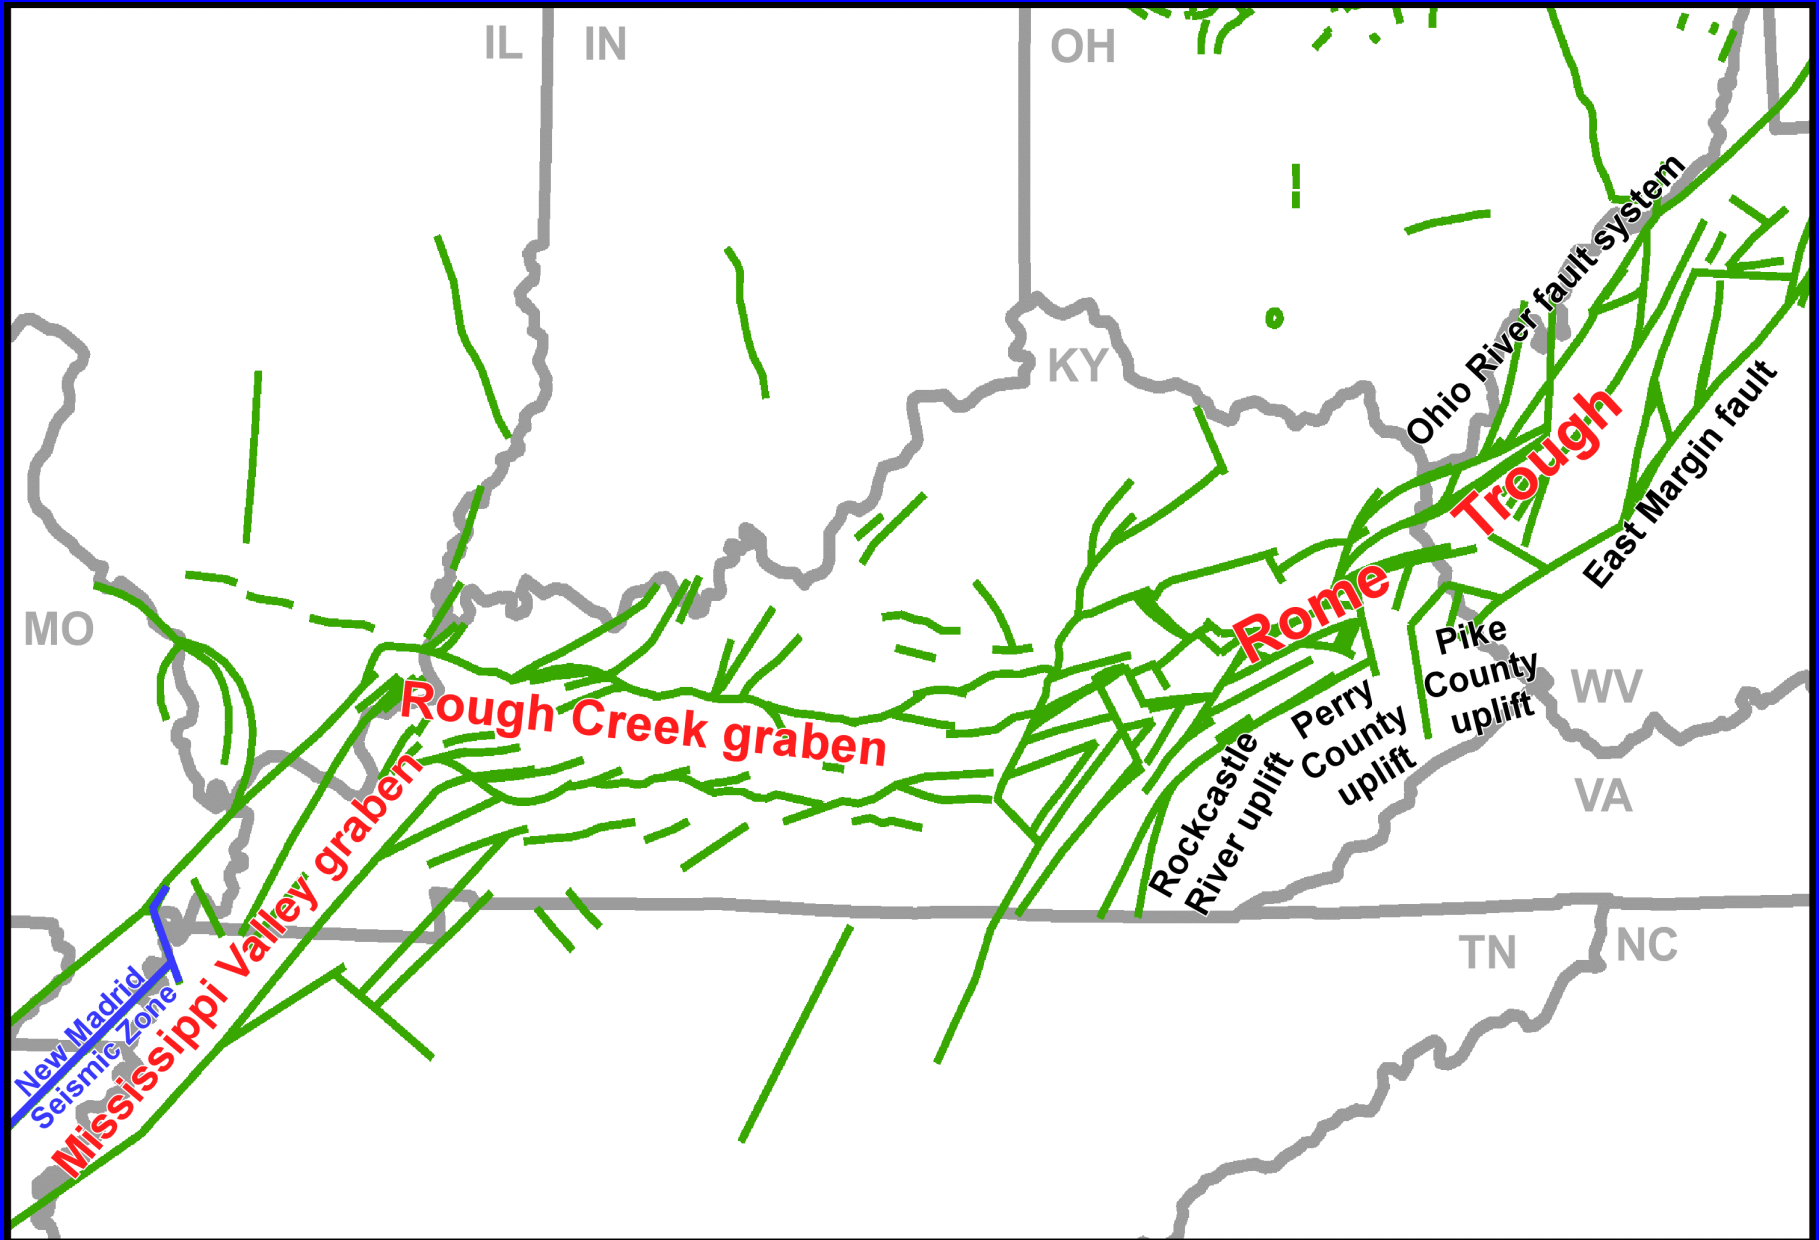 IL
IN
OH
KY
MO
WV
VA
TN
NC
Ohio River fault system
Trough
Rome
East Margin fault
Pike
County
uplift
Perry
County
uplift
Rockcastle
River uplift
Rough Creek graben
Mississippi Valley graben
New Madrid
Seismic Zone